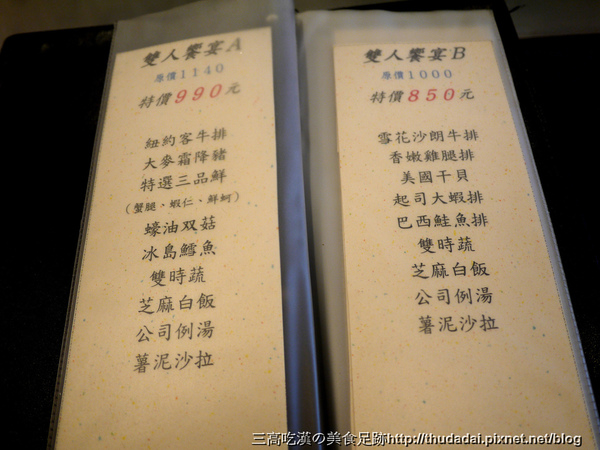 雙人饗宴A
原價1140
特價990元
紐約客牛排
大麥霜降豬
特選三品鮮
(蟹腿、蝦仁、鮮蚵)
蠔油双菇
冰島鱈魚
雙時蔬
芝麻白飯
公司例湯
薯泥沙拉
雙人饗宴B
原價1000
特價850元
雪花沙朗牛排
香嫩雞腿排
美國干貝
起司大蝦排
巴西鮭魚排
雙時蔬
芝麻白飯
公司例湯
薯泥沙拉
三高吃漢の美食足跡http://thudadai.pixnet.net/blog